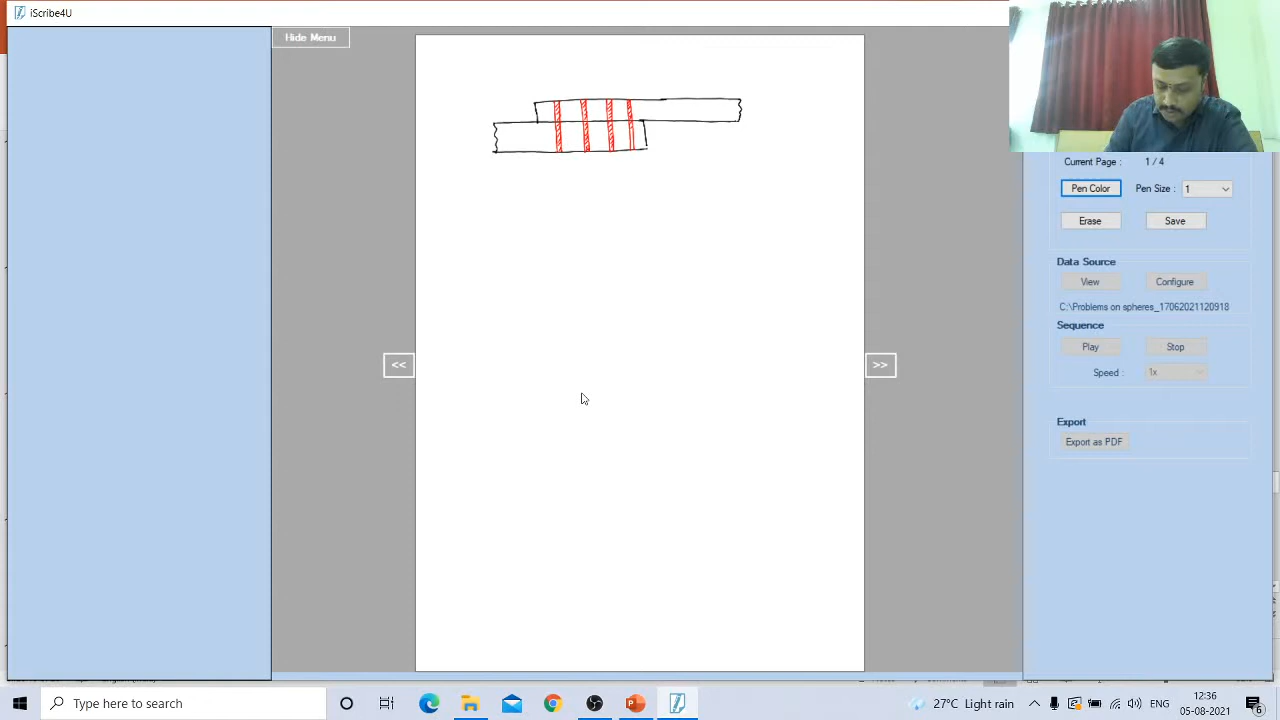 iScribe4U
Hide Menu
Current Page : 1 / 4
Pen Color Pen Size : 1
Erase Save
Data Source
View Configure
C:\Problems on spheres_17062021120918
Sequence
Play Stop
Speed : 1x
<< >>
Export
Export as PDF
Type here to search
27°C Light rain
ENG
12:36
05-08-2021
6